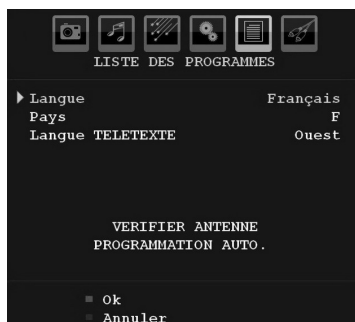 LISTE DES PROGRAMMES
Langue Français
Pays F
Langue TELETEXTE Ouest
VERIFIER ANTENNE
PROGRAMMATION AUTO.
Ok
Annuler